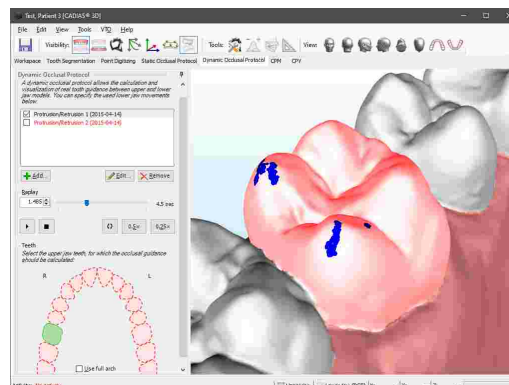 Test, Patient 3 [CADIAS® 3D]
File Edit View Tools VTO Help
Visibility: Tools: View:
Workspace Tooth Segmentation Point Digitizing Static Occlusal Protocol Dynamic Occlusal Protocol CPM CPV
Dynamic Occlusal Protocol
A dynamic occlusal protocol allows the calculation and
visualization of real tooth guidance between upper and lower
jaw models. You can specify the used lower jaw movements
below.
Protrusion/Retrusion 1 (2015-04-14)
Protrusion/Retrusion 2 (2015-04-14)
Add... Edit... Remove
Replay
1.485 4.5 sec
0,5x 0,25x
Teeth
Select the upper jaw teeth, for which the occlusal guidance
should be calculated.
R L
Use full arch